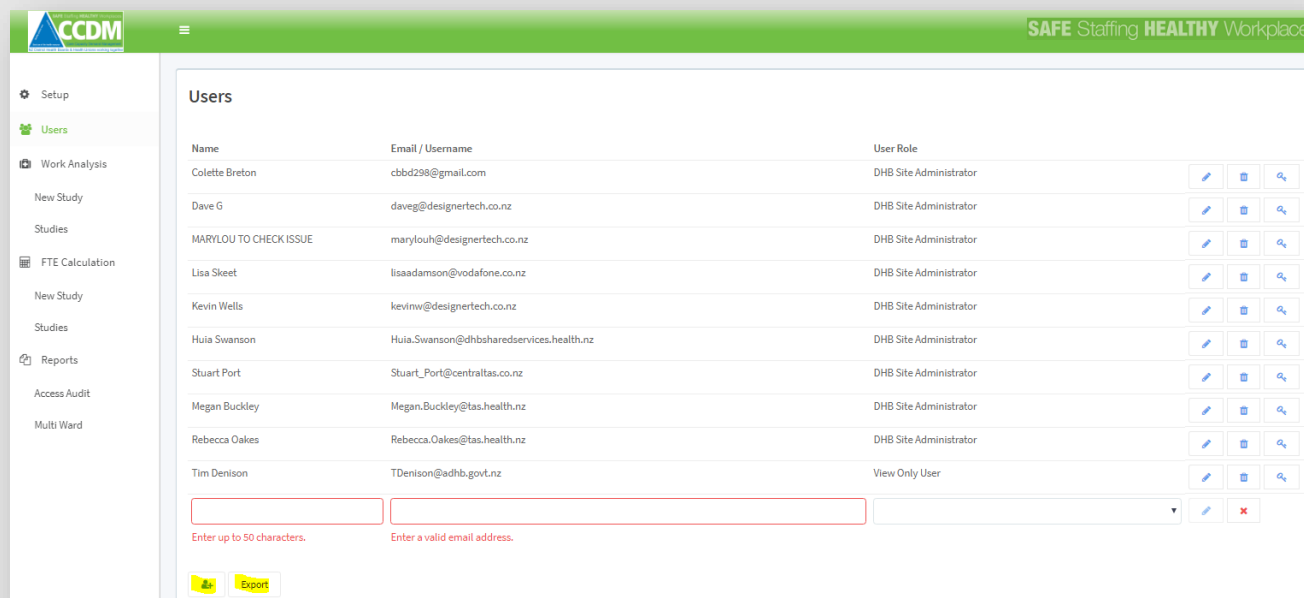 CCDM
SAFE Staffing HEALTHY Workplace
Setup
Users
Work Analysis
New Study
Studies
FTE Calculation
New Study
Studies
Reports
Access Audit
Multi Ward
Users
Name Email / Username User Role
Colette Breton cbbd298@gmail.com DHB Site Administrator
Dave G daveg@designertech.co.nz DHB Site Administrator
MARYLOU TO CHECK ISSUE marylouh@designertech.co.nz DHB Site Administrator
Lisa Skeet lisaadamson@vodafone.co.nz DHB Site Administrator
Kevin Wells kevinw@designertech.co.nz DHB Site Administrator
Huia Swanson Huia.Swanson@dhbsharedservices.health.nz DHB Site Administrator
Stuart Port Stuart_Port@centraltas.co.nz DHB Site Administrator
Megan Buckley Megan.Buckley@tas.health.nz DHB Site Administrator
Rebecca Oakes Rebecca.Oakes@tas.health.nz DHB Site Administrator
Tim Denison TDenison@adhb.govt.nz View Only User
Enter up to 50 characters. Enter a valid email address.
Export